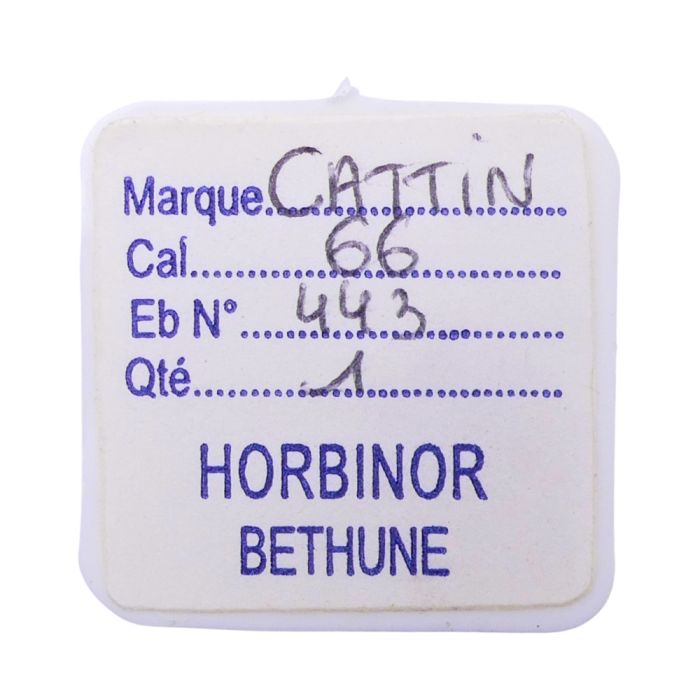 Marque CATTIN
Cal 66
Eb N° 443
Qté 1
HORBINOR
BETHUNE